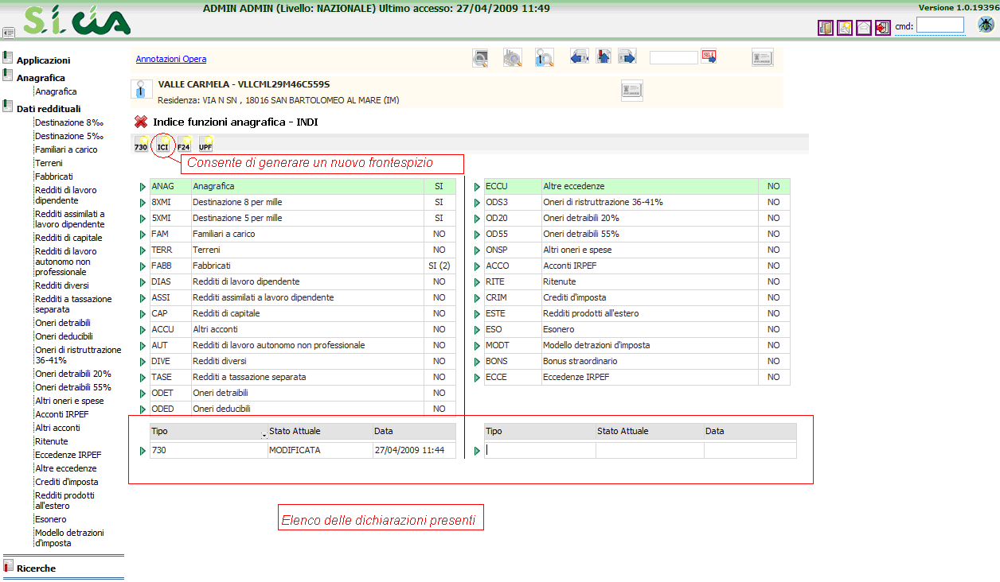 S.I. CIA
ADMIN ADMIN (Livello: NAZIONALE) Ultimo accesso: 27/04/2009 11:49
Versione 1.0.19396
cmd:
Applicazioni
Anagrafica
Anagrafica
Dati reddituali
Destinazione 8‰
Destinazione 5‰
Familiari a carico
Terreni
Fabbricati
Redditi di lavoro
dipendente
Redditi assimilati a
lavoro dipendente
Redditi di capitale
Redditi di lavoro
autonomo non
professionale
Redditi diversi
Redditi a tassazione
separata
Oneri detraibili
Oneri deducibili
Oneri di ristruttrazione
36-41%
Oneri detraibili 20%
Oneri detraibili 55%
Altri oneri e spese
Acconti IRPEF
Altri acconti
Ritenute
Eccedenze IRPEF
Altre eccedenze
Crediti d'imposta
Redditi prodotti
all'estero
Esonero
Modello detrazioni
d'imposta
Ricerche
Annotazioni Opera
VALLE CARMELA - VLLCML29M46C559S
Residenza: VIA N SN , 18016 SAN BARTOLOMEO AL MARE (IM)
Indice funzioni anagrafica - INDI
730 ICI F24 UPF
Consente di generare un nuovo frontespizio
ANAG Anagrafica SI
8XMI Destinazione 8 per mille SI
5XMI Destinazione 5 per mille SI
FAM Familiari a carico NO
TERR Terreni NO
FABB Fabbricati SI (2)
DIAS Redditi di lavoro dipendente NO
ASSI Redditi assimilati a lavoro dipendente NO
CAP Redditi di capitale NO
ACCU Altri acconti NO
AUT Redditi di lavoro autonomo non professionale NO
DIVE Redditi diversi NO
TASE Redditi a tassazione separata NO
ODET Oneri detraibili NO
ODED Oneri deducibili NO
ECCU Altre eccedenze NO
ODS3 Oneri di ristruttrazione 36-41% NO
OD20 Oneri detraibili 20% NO
OD55 Oneri detraibili 55% NO
ONSP Altri oneri e spese NO
ACCO Acconti IRPEF NO
RITE Ritenute NO
CRIM Crediti d'imposta NO
ESTE Redditi prodotti all'estero NO
ESO Esonero NO
MODT Modello detrazioni d'imposta NO
BONS Bonus straordinario NO
ECCE Eccedenze IRPEF NO
Tipo Stato Attuale Data
730 MODIFICATA 27/04/2009 11:44
Tipo Stato Attuale Data
Elenco delle dichiarazioni presenti